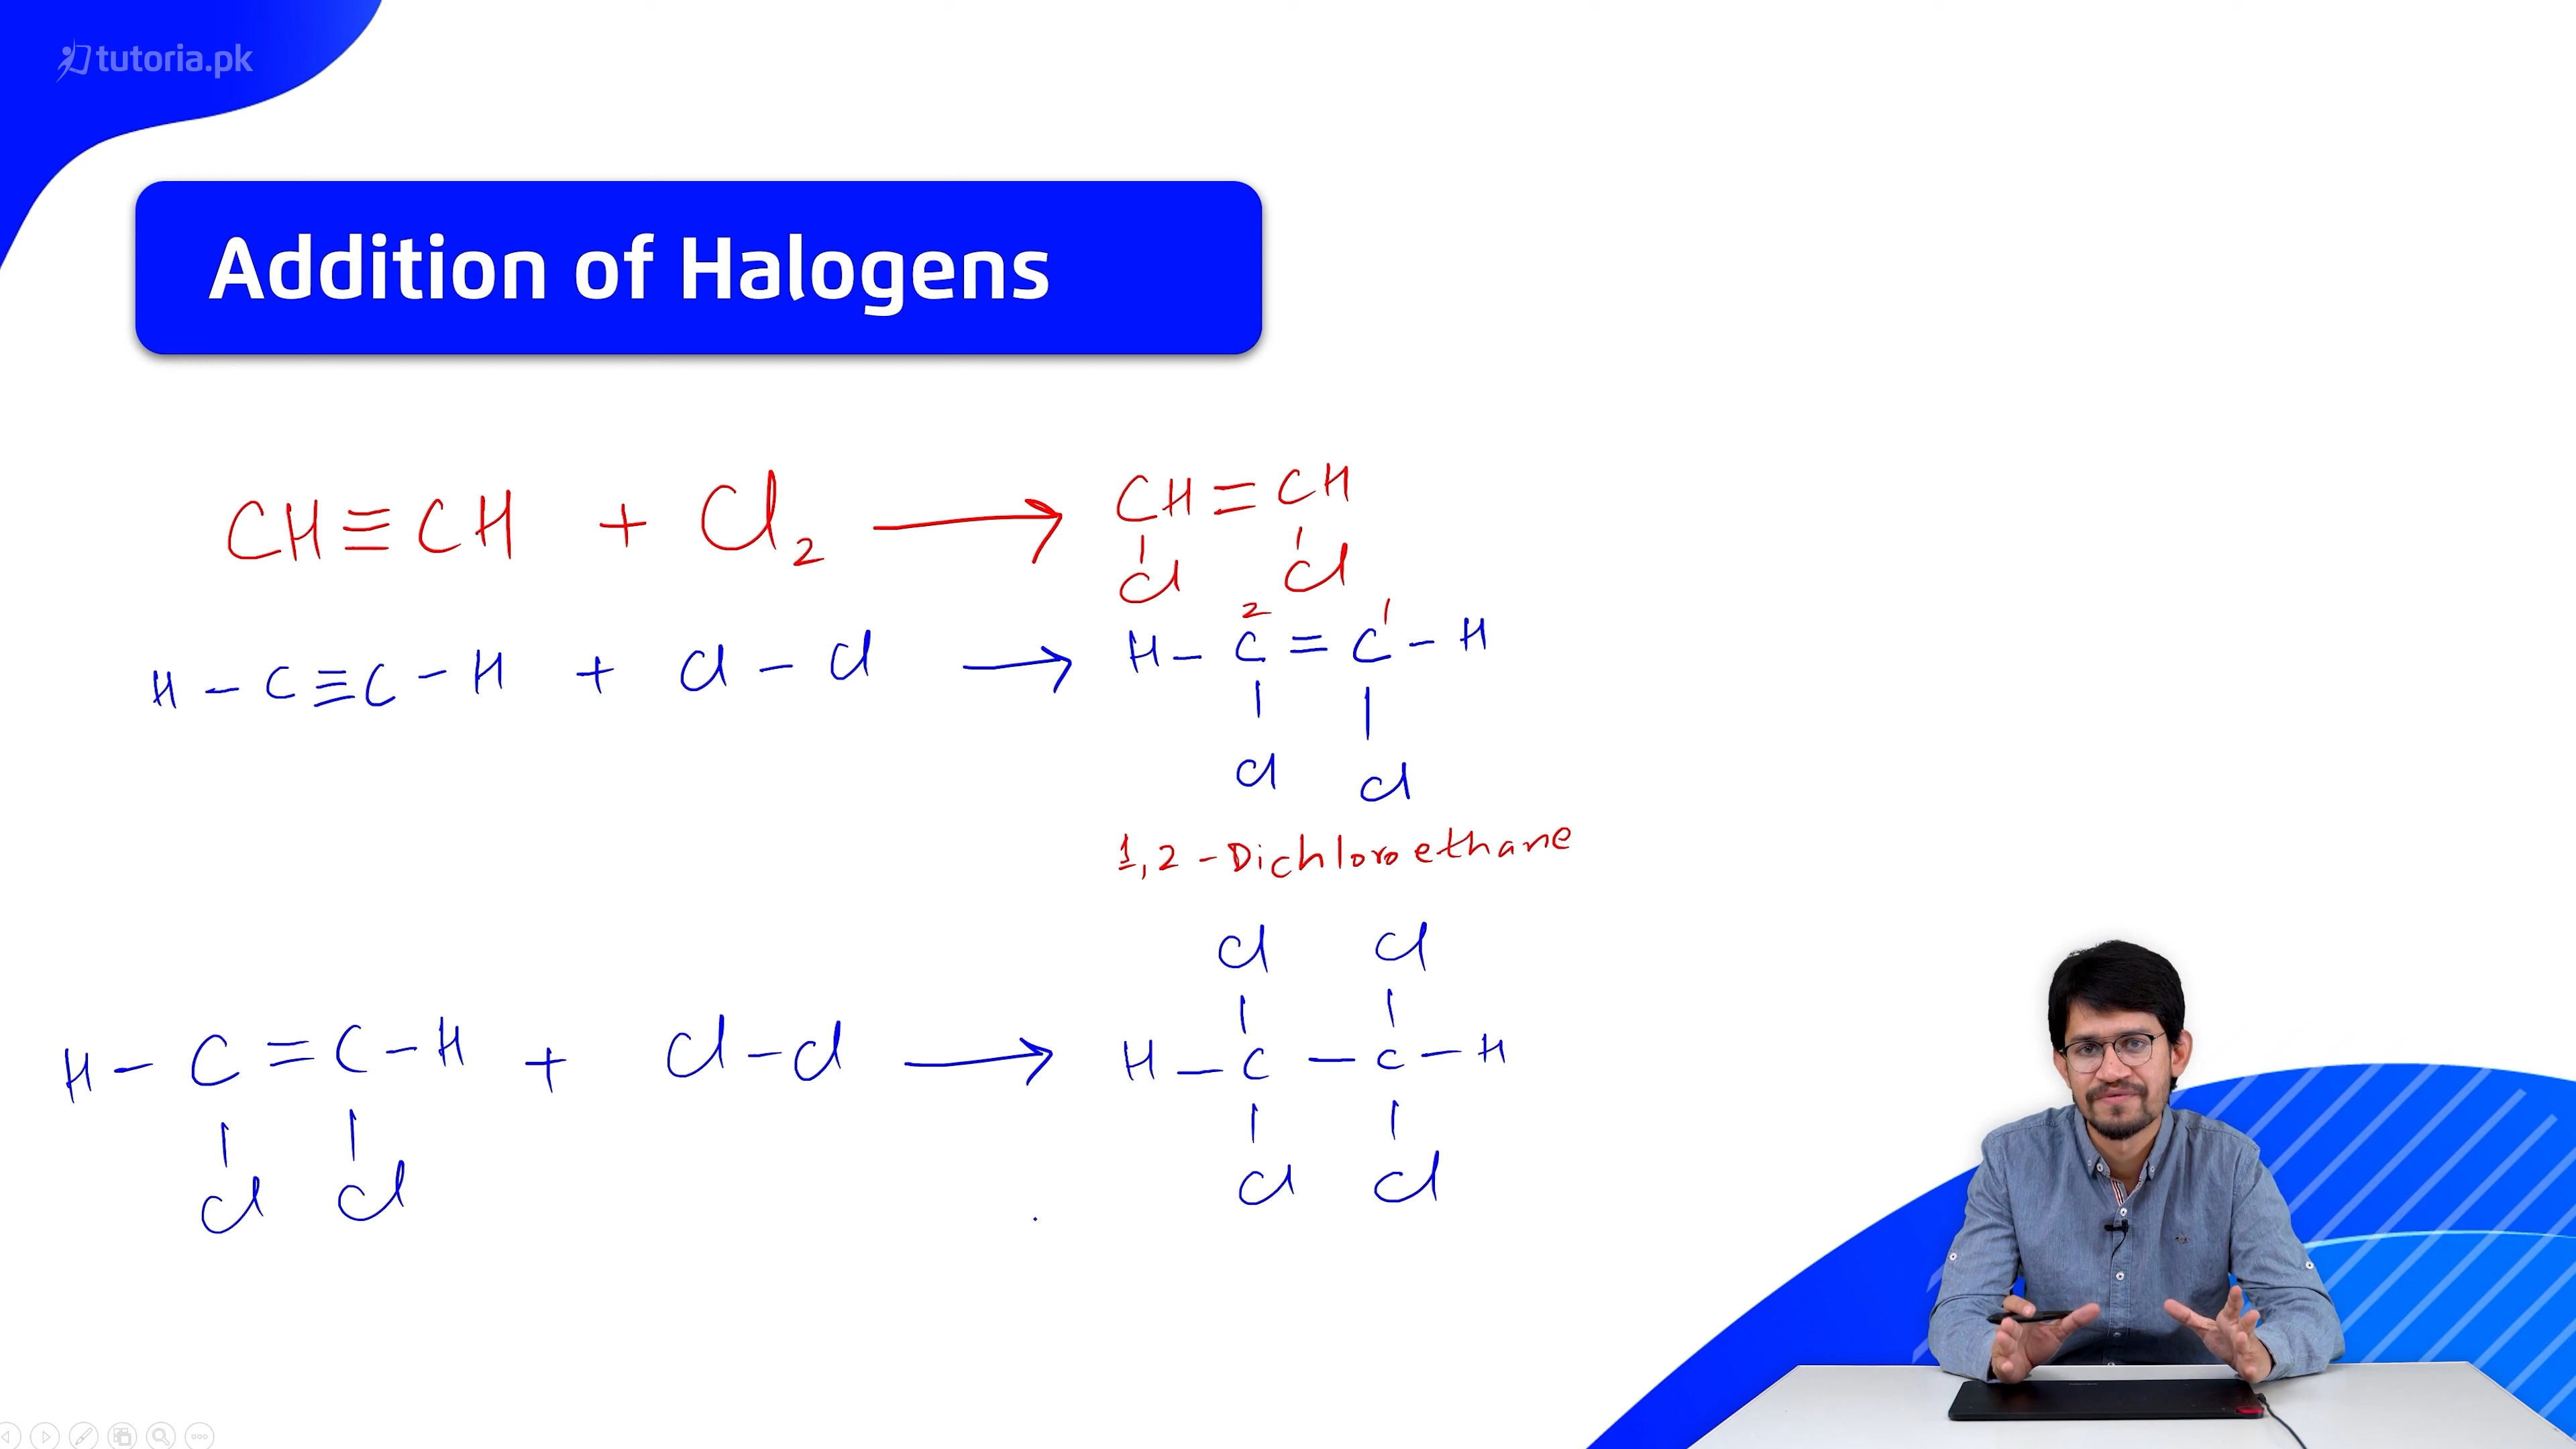 tutoria.pk
Addition of Halogens
CH≡CH + Cl₂ → CH=CH
Cl Cl
2 1
H-C≡C-H + Cl-Cl → H-C=C-H
Cl Cl
1,2-Dichloroethane
Cl Cl
H-C=C-H + Cl-Cl → H-C-C-H
Cl Cl Cl Cl